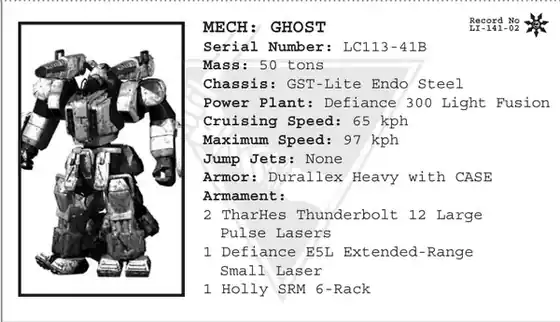 MECH: GHOST
Record No
LI-141-02
Serial Number: LC113-41B
Mass: 50 tons
Chassis: GST-Lite Endo Steel
Power Plant: Defiance 300 Light Fusion
Cruising Speed: 65 kph
Maximum Speed: 97 kph
Jump Jets: None
Armor: Durallex Heavy with CASE
Armament:
2 TharHes Thunderbolt 12 Large
Pulse Lasers
1 Defiance E5L Extended-Range
Small Laser
1 Holly SRM 6-Rack